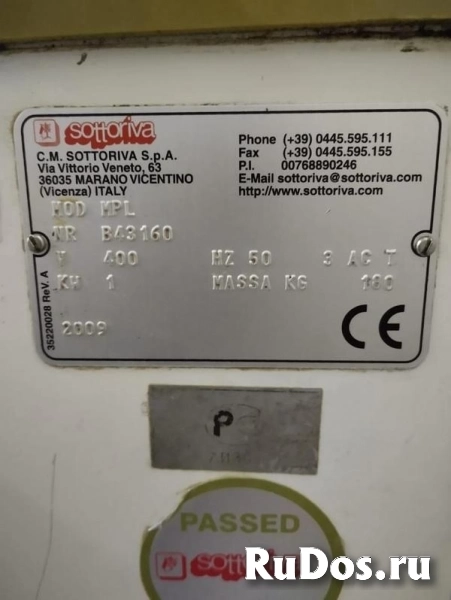 sottoriva
C.M. SOTTORIVA S.p.A.
Via Vittorio Veneto, 63
36035 MARANO VICENTINO
(Vicenza) ITALY
Phone (+39) 0445.595.111
Fax (+39) 0445.595.155
P.I. 00768890246
E-Mail sottoriva@sottoriva.com
http://www.sottoriva.com
MOD MPL
NR B43160
V 400 HZ 50 3 AC T
KW 1 MASSA KG 180
2009
35220028 ReV. A
CE
P
PASSED
sottoriva
RuDos.ru